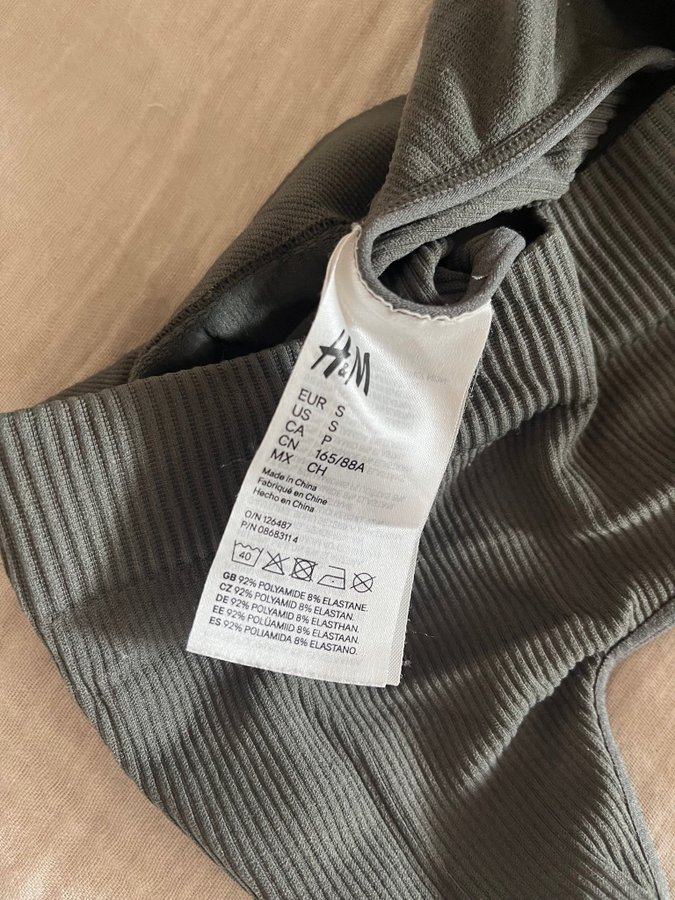 H&M
EUR S
US S
CA P
CN 165/88A
MX CH
Made in China
Fabriqué en Chine
Hecho en China
O/N 126487
P/N 08683114
40
GB 92% POLYAMIDE 8% ELASTANE.
CZ 92% POLYAMID 8% ELASTAN.
DE 92% POLYAMID 8% ELASTHAN.
EE 92% POLÜAMIID 8% ELASTAAN.
ES 92% POLIAMIDA 8% ELASTANO.